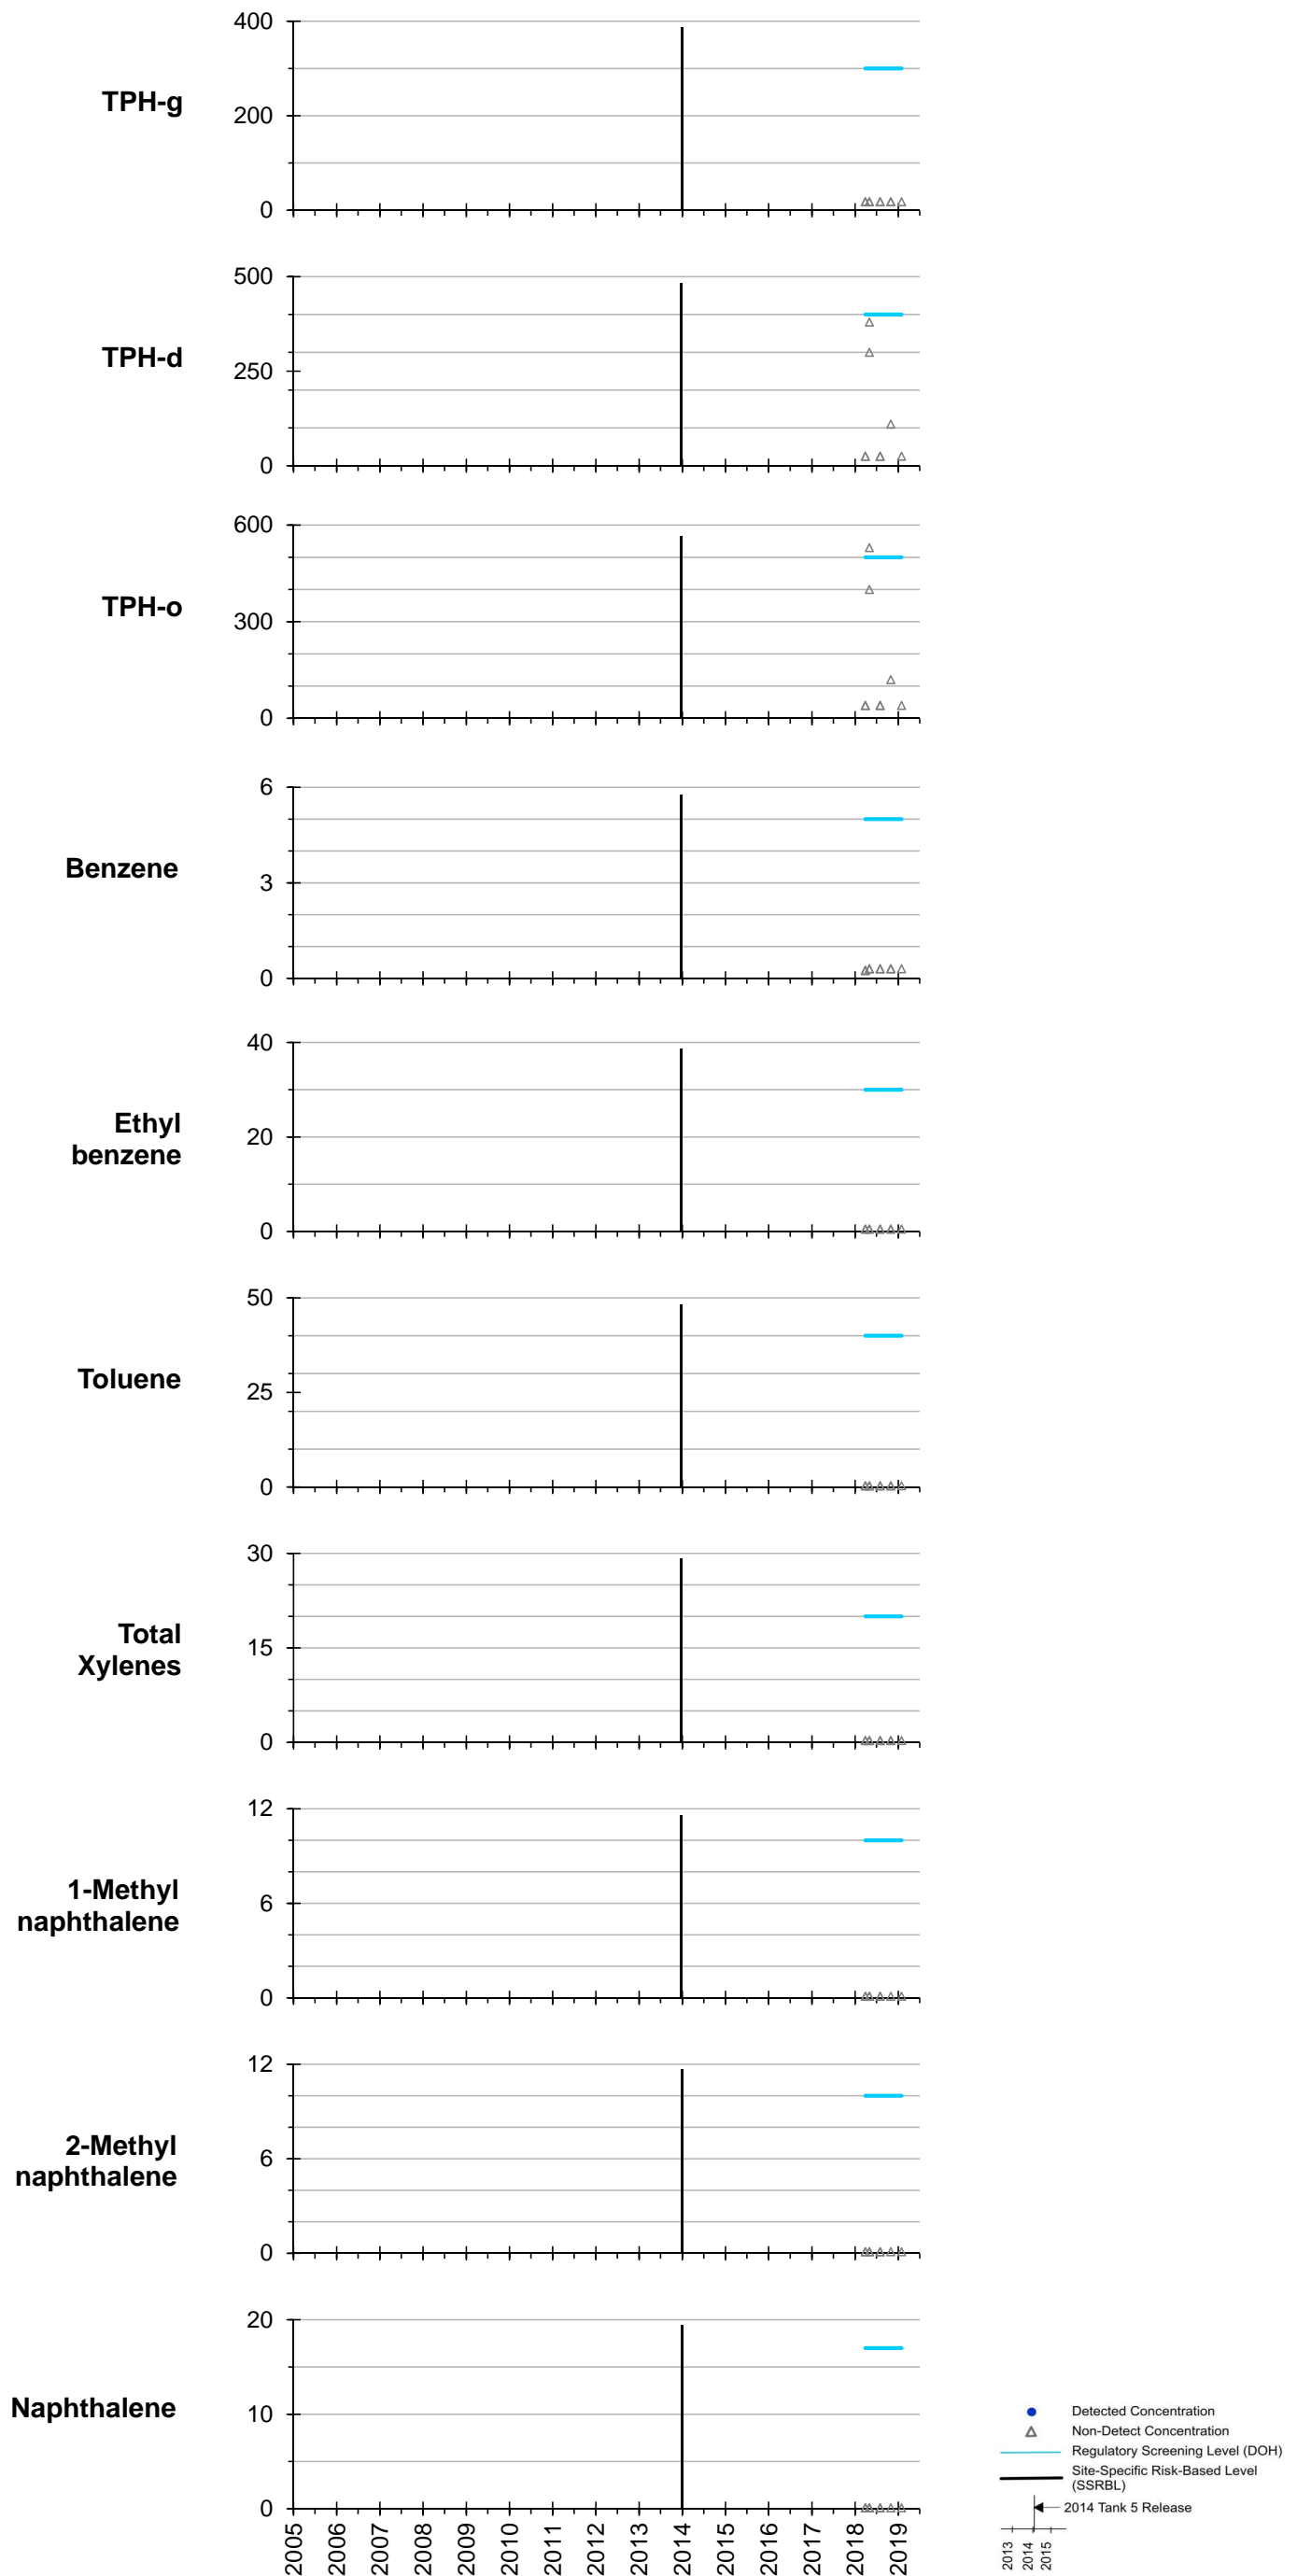 400
TPH-g
200
0
500
TPH-d
250
0
600
TPH-o
300
0
6
Benzene
3
0
40
Ethyl
benzene
20
0
50
Toluene
25
0
30
Total
Xylenes
15
0
12
1-Methyl
naphthalene
6
0
12
2-Methyl
naphthalene
6
0
20
Naphthalene
10
0
2005 2006 2007 2008 2009 2010 2011 2012 2013 2014 2015 2016 2017 2018 2019
Detected Concentration
Non-Detect Concentration
Regulatory Screening Level (DOH)
Site-Specific Risk-Based Level
(SSRBL)
2014 Tank 5 Release
2013 2014 2015